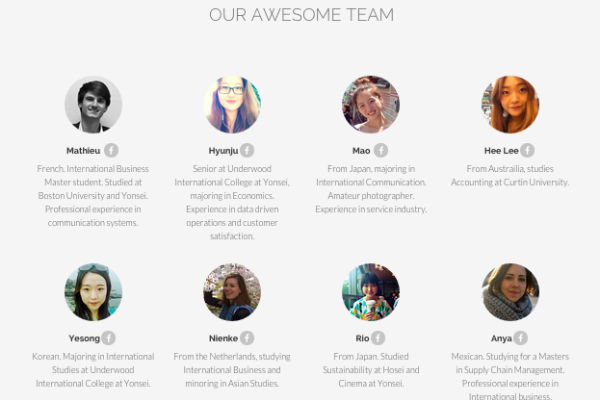 OUR AWESOME TEAM
Mathieu
French. International Business
Master student. Studied at
Boston University and Yonsei.
Professional experience in
communication systems.
Hyunju
Senior at Underwood
International College at Yonsei,
majoring in Economics.
Experience in data driven
operations and customer
satisfaction.
Mao
From Japan, majoring in
International Communication.
Amateur photographer.
Experience in service industry.
Hee Lee
From Austrailia, studies
Accounting at Curtin University.
Yesong
Korean. Majoring in International
Studies at Underwood
International College at Yonsei.
Nienke
From the Netherlands, studying
International Business and
minoring in Asian Studies.
Rio
From Japan. Studied
Sustainability at Hosei and
Cinema at Yonsei.
Anya
Mexican. Studying for a Masters
in Supply Chain Management.
Professional experience in
International business.